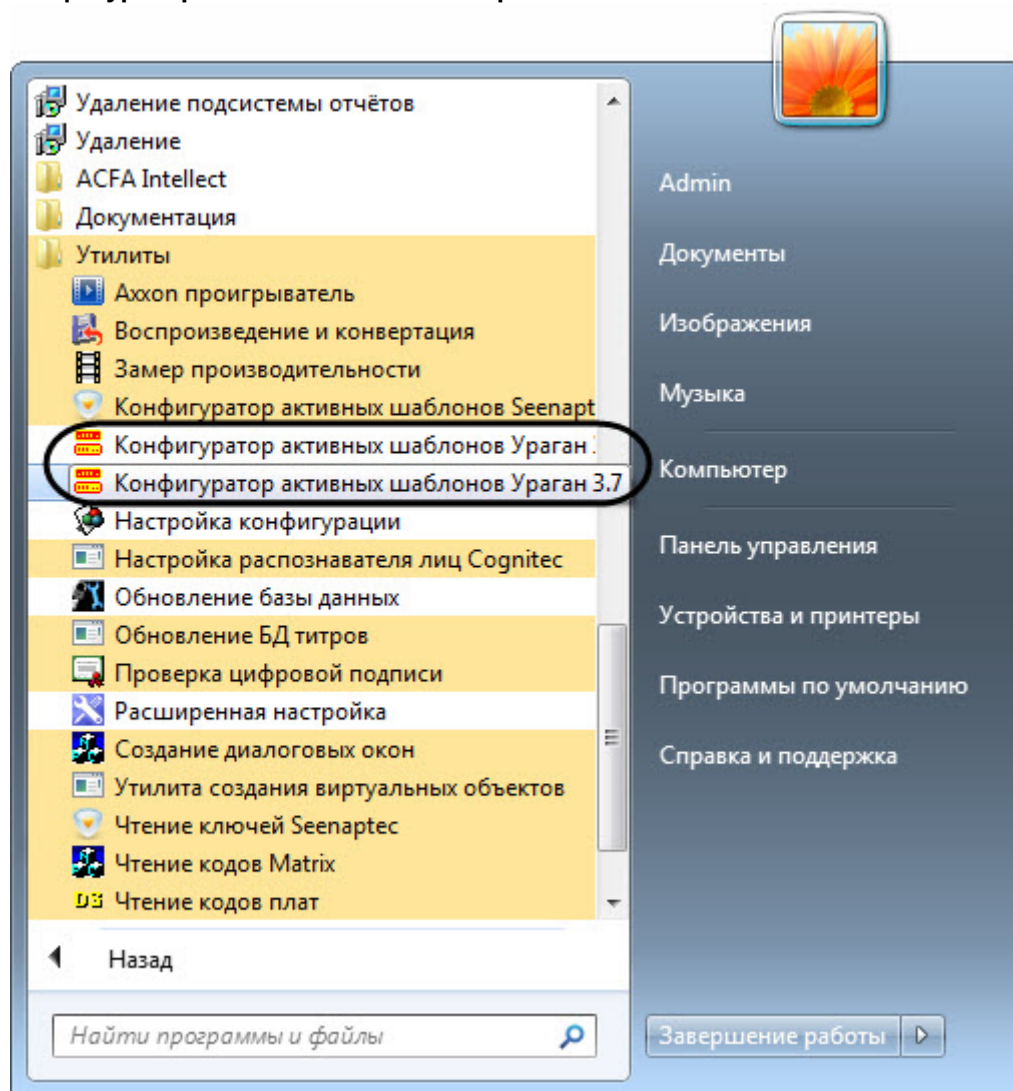 Удаление подсистемы отчётов
Удаление
ACFA Intellect
Документация
Утилиты
Axxon проигрыватель
Воспроизведение и конвертация
Замер производительности
Конфигуратор активных шаблонов Seenapt
Конфигуратор активных шаблонов Ураган
Конфигуратор активных шаблонов Ураган 3.7
Настройка конфигурации
Настройка распознавателя лиц Cognitec
Обновление базы данных
Обновление БД титров
Проверка цифровой подписи
Расширенная настройка
Создание диалоговых окон
Утилита создания виртуальных объектов
Чтение ключей Seenaptec
Чтение кодов Matrix
Чтение кодов плат
Назад
Найти программы и файлы
Admin
Документы
Изображения
Музыка
Компьютер
Панель управления
Устройства и принтеры
Программы по умолчанию
Справка и поддержка
Завершение работы